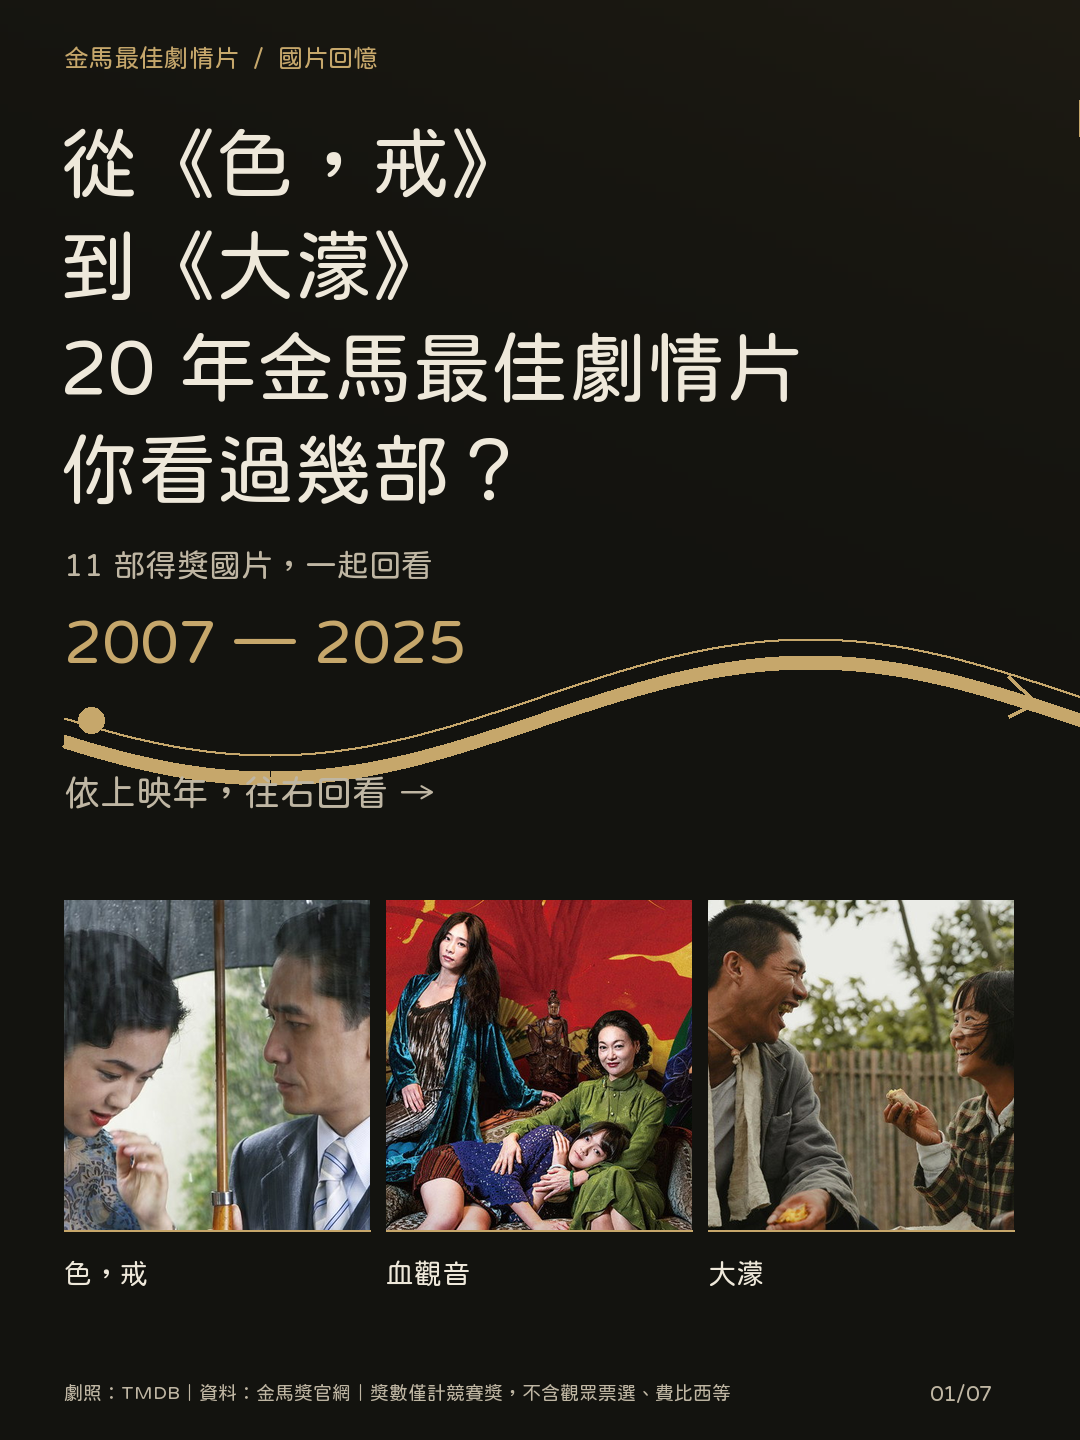 金馬最佳劇情片 / 國片回憶
從《色，戒》
到《大濛》
20 年金馬最佳劇情片
你看過幾部？
11 部得獎國片，一起回看
2007 — 2025
依上映年，往右回看 →
色，戒
血觀音
大濛
劇照：TMDB｜資料：金馬獎官網｜獎數僅計競賽獎，不含觀眾票選、費比西等
01/07